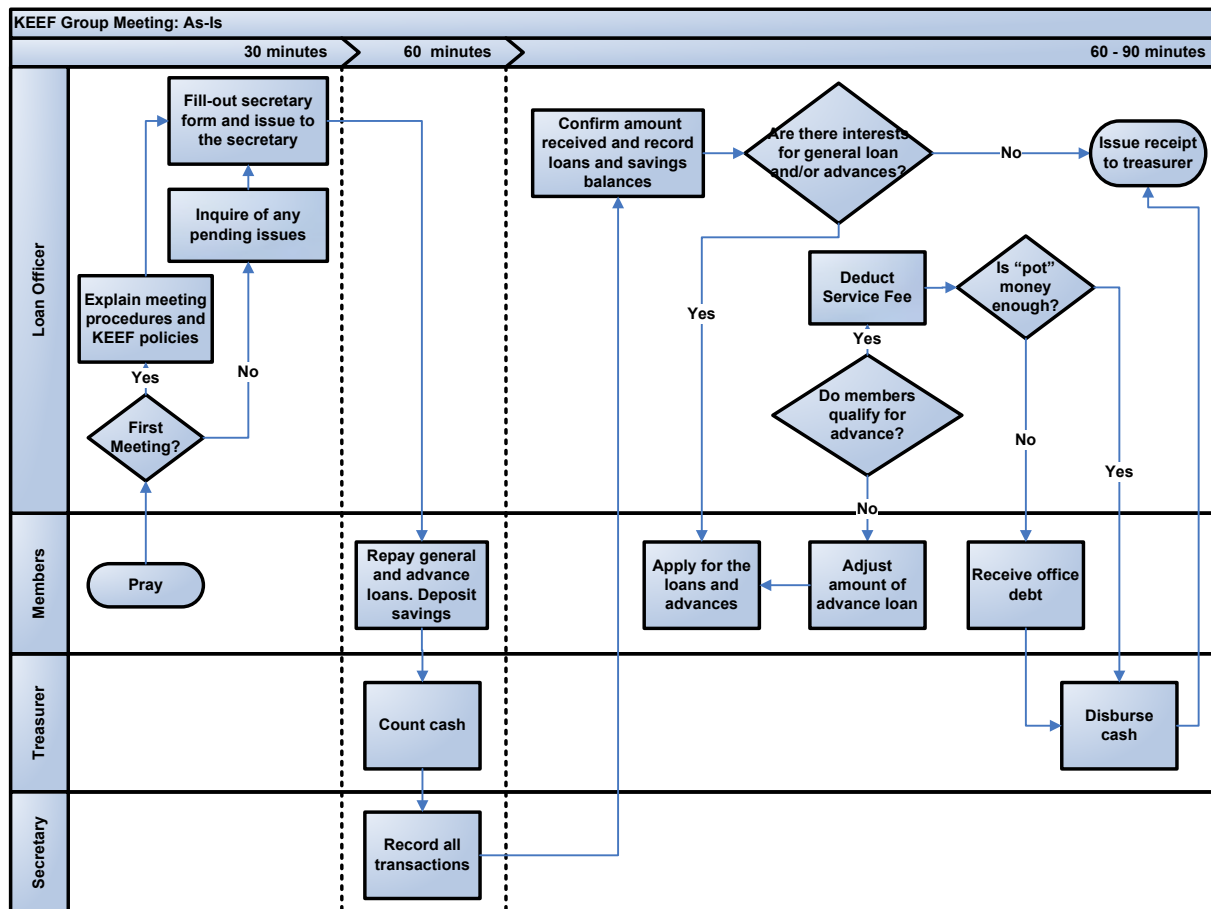 KEEF Group Meeting: As-Is
30 minutes
60 minutes
60 - 90 minutes
Loan Officer
Fill-out secretary
form and issue to
the secretary
Inquire of any
pending issues
Explain meeting
procedures and
KEEF policies
Yes
No
First
Meeting?
Confirm amount
received and record
loans and savings
balances
Are there interests
for general loan
and/or advances?
No
Issue receipt
to treasurer
Yes
Deduct
Service Fee
Is “pot”
money
enough?
Yes
Do members
qualify for
advance?
No
Yes
No
Members
Pray
Repay general
and advance
loans. Deposit
savings
Apply for the
loans and
advances
Adjust
amount of
advance loan
Receive office
debt
Treasurer
Count cash
Disburse
cash
Secretary
Record all
transactions